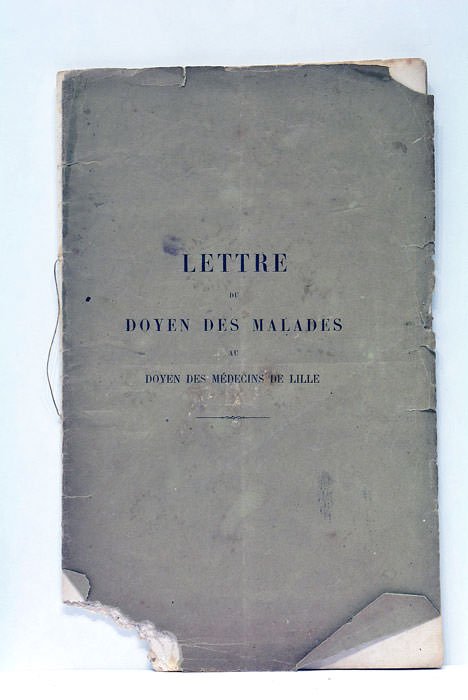 LETTRE
DU
DOYEN DES MALADES
AU
DOYEN DES MÉDECINS DE LILLE